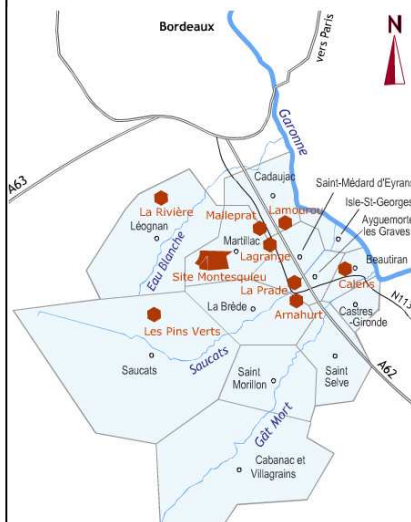 Bordeaux
vers Paris
N
Garonne
A63
Cadaujac
Saint-Médard d'Eyrans
Isle-St-Georges
Ayguemorte
les Graves
La Rivière
Léognan
Malleprat
Lamourou
Martillac
Lagrange
Beautiran
Eau Blanche
Site Montesquieu
Calens
La Prade
La Brède
Arnahurt
Castres
-Gironde
N113
Les Pins Verts
Saucats
Saucats
A62
Saint
Morillon
Saint
Selve
Gât Mort
Cabanac et
Villagrains